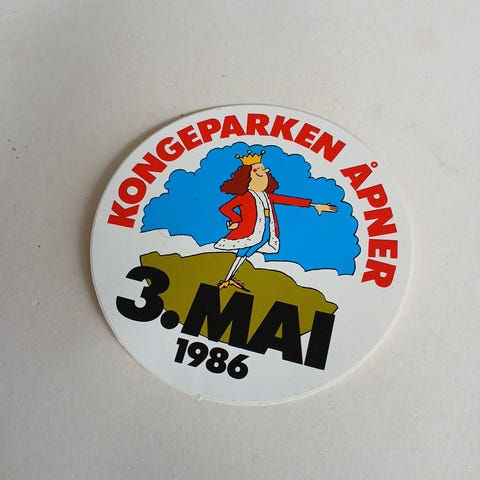 KONGEPARKEN ÅPNER
3. MAI
1986